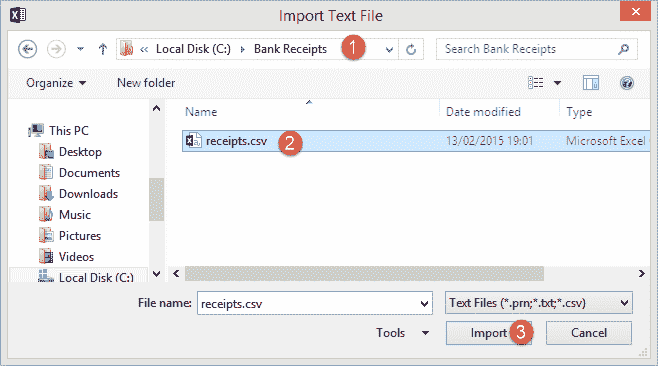 Import Text File
« Local Disk (C:) Bank Receipts 1 Search Bank Receipts
Organize New folder
Name Date modified Type
This PC
receipts.csv 2 13/02/2015 19:01 Microsoft Excel
Desktop
Documents
Downloads
Music
Pictures
Videos
Local Disk (C:)
File name: receipts.csv Text Files (*.prn;*.txt;*.csv)
Tools Import 3 Cancel